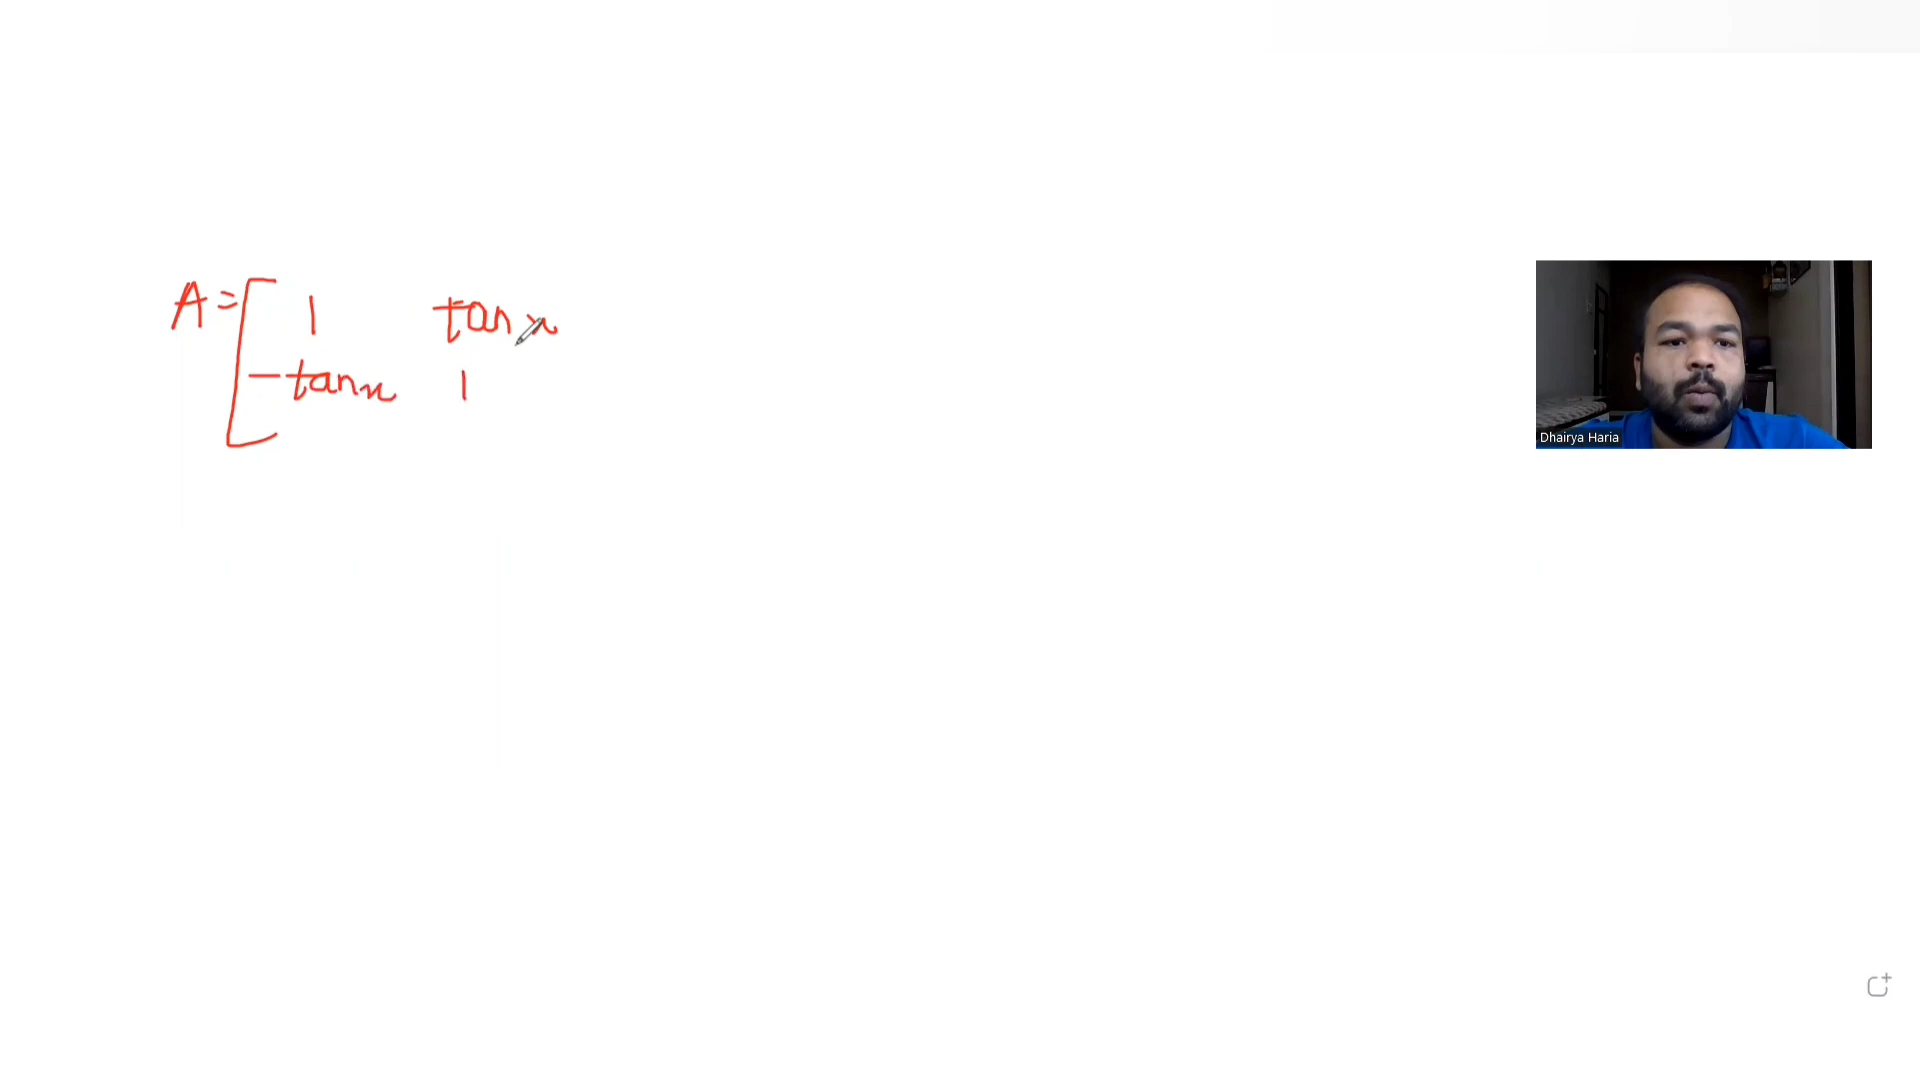 A = [ 1 tan x
-tan x 1
Dhairya Haria